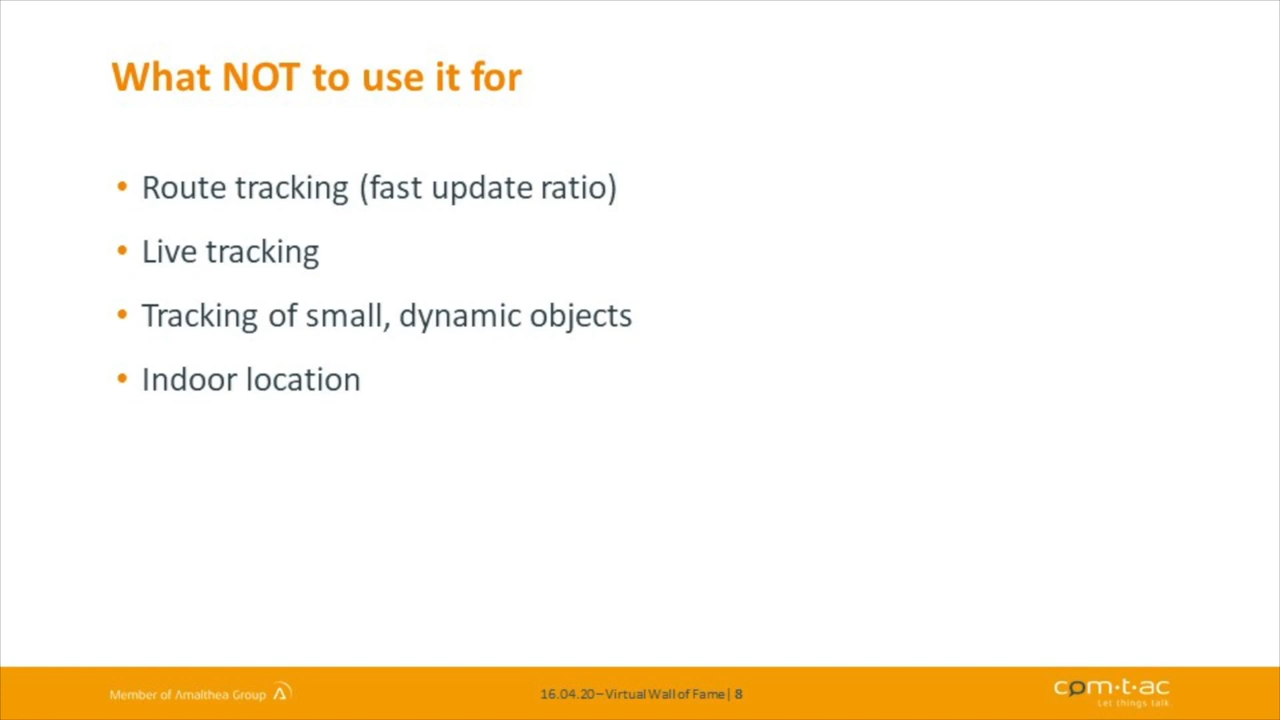 What NOT to use it for
• Route tracking (fast update ratio)
• Live tracking
• Tracking of small, dynamic objects
• Indoor location
Member of Amalthea Group
16.04.20 – Virtual Wall of Fame | 8
com·t·ac
Let things talk